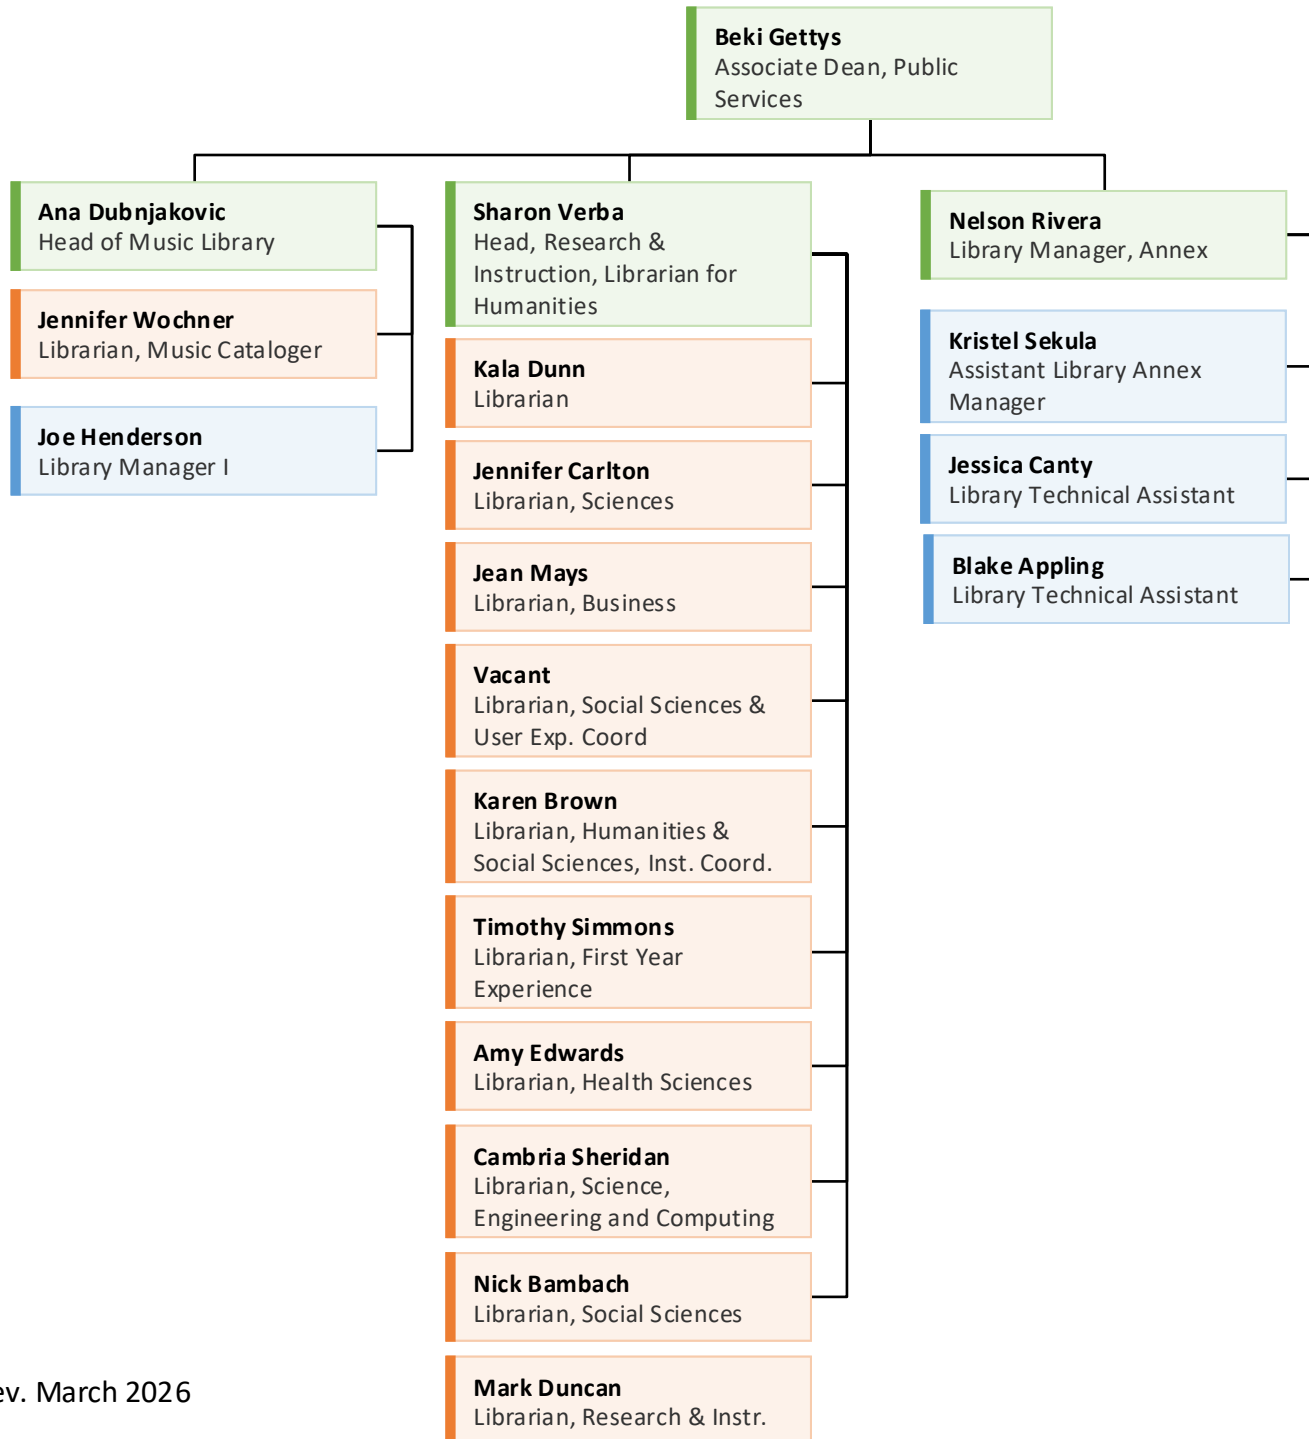 Beki Gettys
Associate Dean, Public
Services
Ana Dubnjakovic
Head of Music Library
Jennifer Wochner
Librarian, Music Cataloger
Joe Henderson
Library Manager I
Sharon Verba
Head, Research &
Instruction, Librarian for
Humanities
Kala Dunn
Librarian
Jennifer Carlton
Librarian, Sciences
Jean Mays
Librarian, Business
Vacant
Librarian, Social Sciences &
User Exp. Coord
Karen Brown
Librarian, Humanities &
Social Sciences, Inst. Coord.
Timothy Simmons
Librarian, First Year
Experience
Amy Edwards
Librarian, Health Sciences
Cambria Sheridan
Librarian, Science,
Engineering and Computing
Nick Bambach
Librarian, Social Sciences
Mark Duncan
Librarian, Research & Instr.
Nelson Rivera
Library Manager, Annex
Kristel Sekula
Assistant Library Annex
Manager
Jessica Canty
Library Technical Assistant
Blake Appling
Library Technical Assistant
ev. March 2026